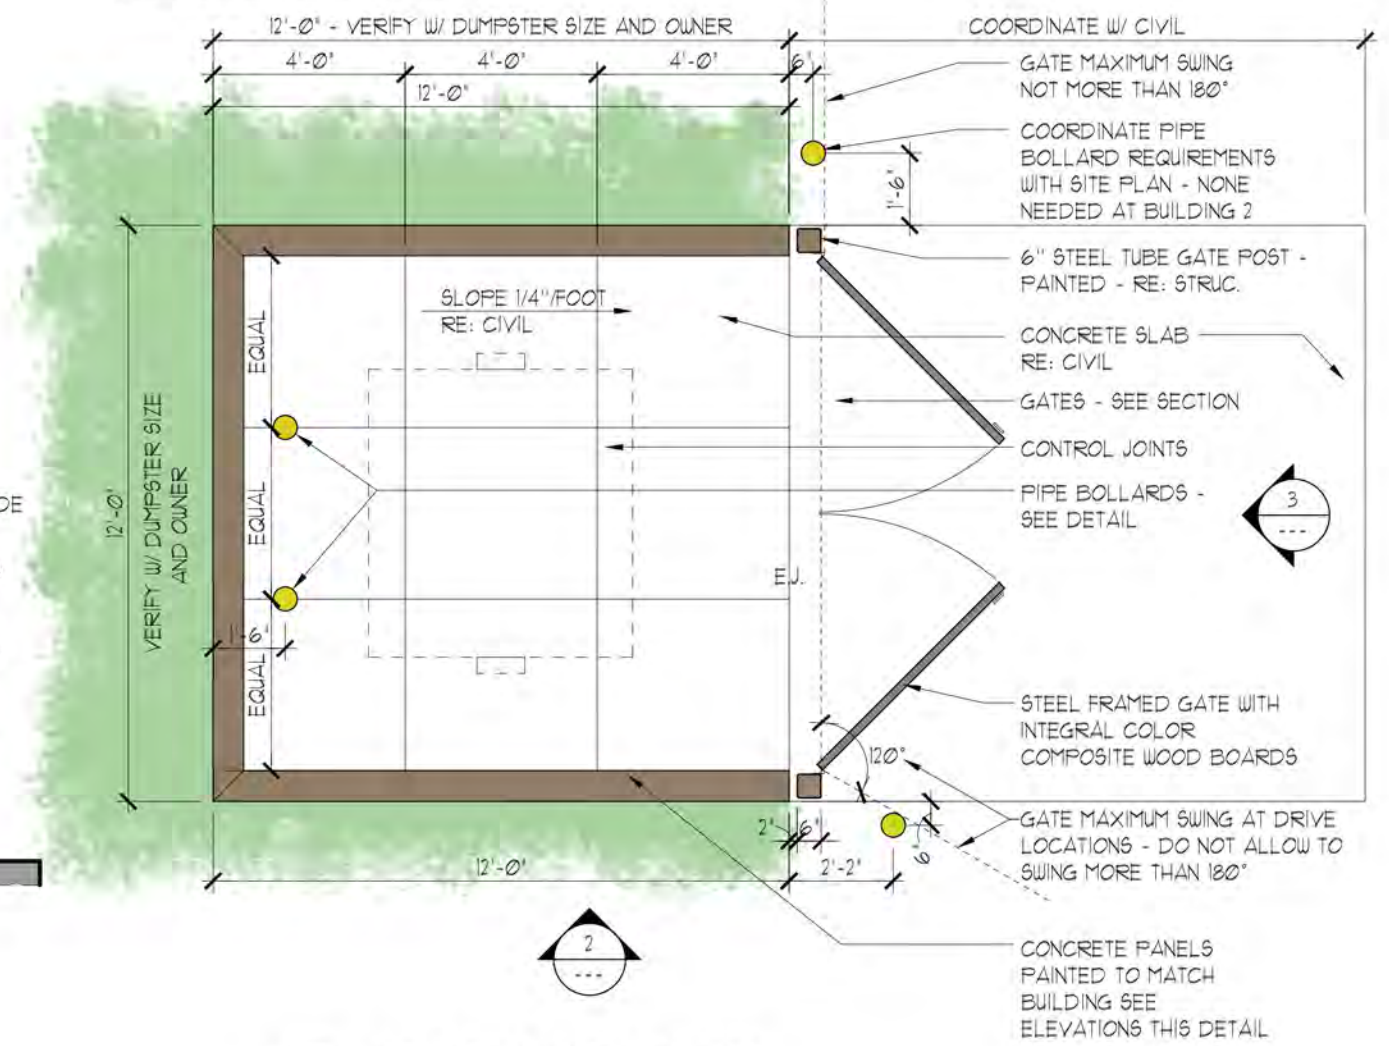 12'-0" - VERIFY W/ DUMPSTER SIZE AND OWNER
COORDINATE W/ CIVIL
4'-0"
4'-0"
4'-0"
6"
12'-0"
GATE MAXIMUM SWING
NOT MORE THAN 180°
COORDINATE PIPE
BOLLARD REQUIREMENTS
WITH SITE PLAN - NONE
NEEDED AT BUILDING 2
1'-6"
6" STEEL TUBE GATE POST -
PAINTED - RE: STRUC.
SLOPE 1/4"/FOOT
RE: CIVIL
CONCRETE SLAB
RE: CIVIL
GATES - SEE SECTION
CONTROL JOINTS
PIPE BOLLARDS -
SEE DETAIL
EQUAL
EQUAL
EQUAL
12'-0"
VERIFY W/ DUMPSTER SIZE
AND OWNER
DE
3
---
E.J.
1'-6"
STEEL FRAMED GATE WITH
INTEGRAL COLOR
COMPOSITE WOOD BOARDS
120°
GATE MAXIMUM SWING AT DRIVE
LOCATIONS - DO NOT ALLOW TO
SWING MORE THAN 180°
2"
6"
6"
12'-0"
2'-2"
2
---
CONCRETE PANELS
PAINTED TO MATCH
BUILDING SEE
ELEVATIONS THIS DETAIL